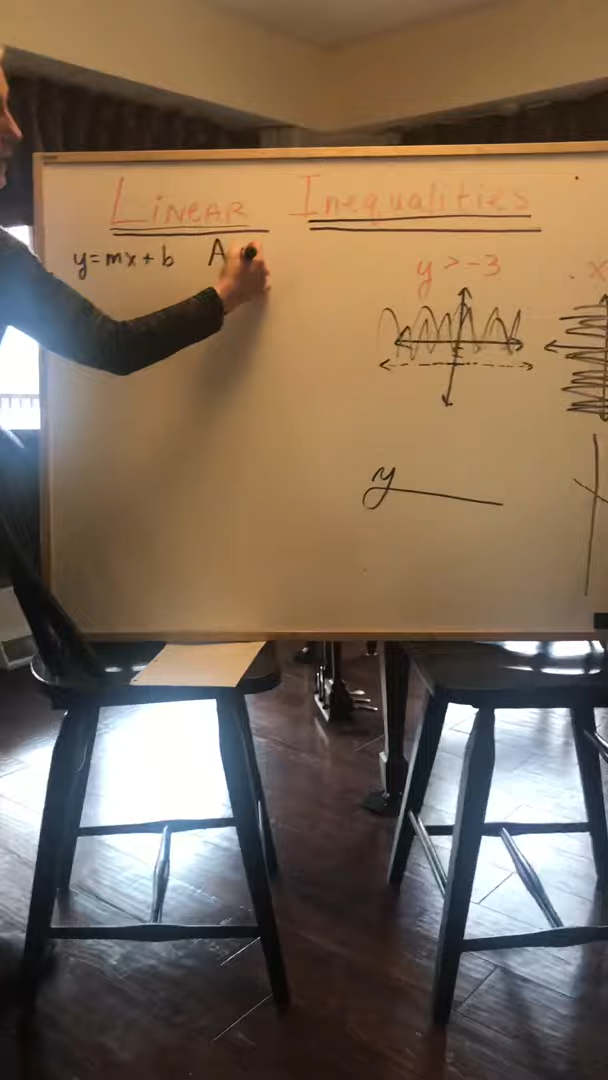 Linear Inequalities
y=mx+b A
y > -3
x
y